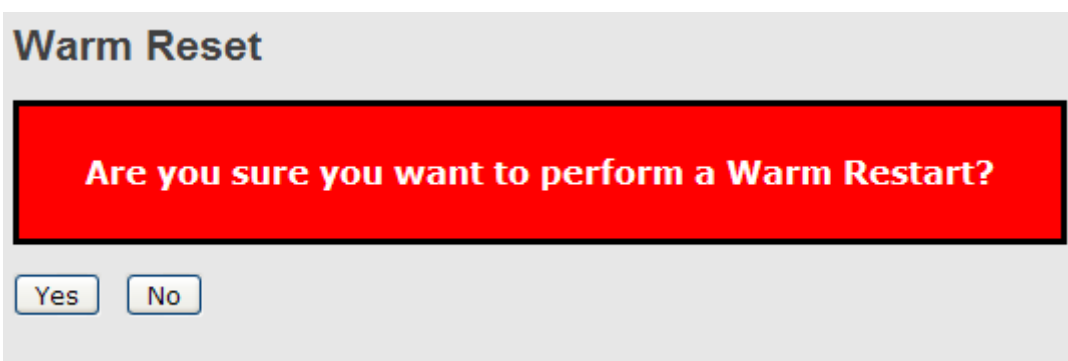 Warm Reset
Are you sure you want to perform a Warm Restart?
Yes No